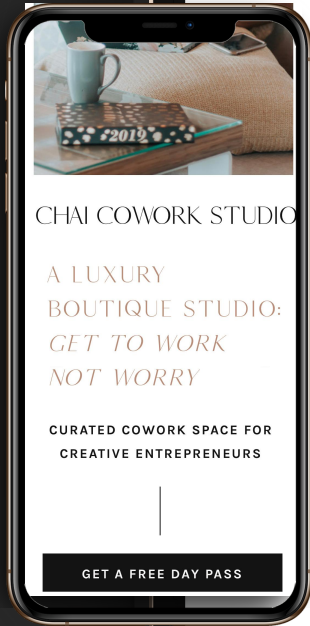 2019
CHAI COWORK STUDIO
A LUXURY
BOUTIQUE STUDIO:
GET TO WORK
NOT WORRY
CURATED COWORK SPACE FOR
CREATIVE ENTREPRENEURS
GET A FREE DAY PASS